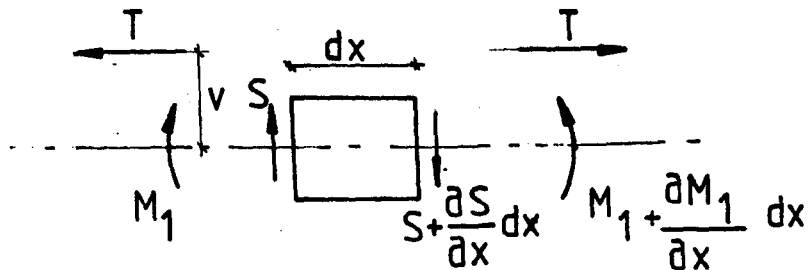 T
T
dx
v
S
M₁
S+∂S/∂x dx
M₁+∂M₁/∂x dx